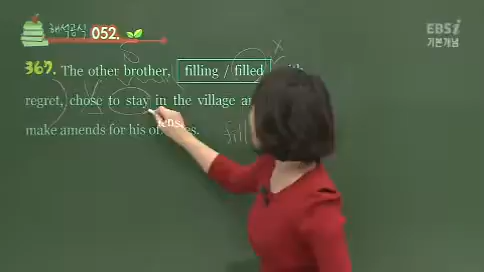 해석공식 052.
EBSi
기본개념
367. The other brother, filling / filled
regret, chose to stay in the village
make amends for his
fill
V
x